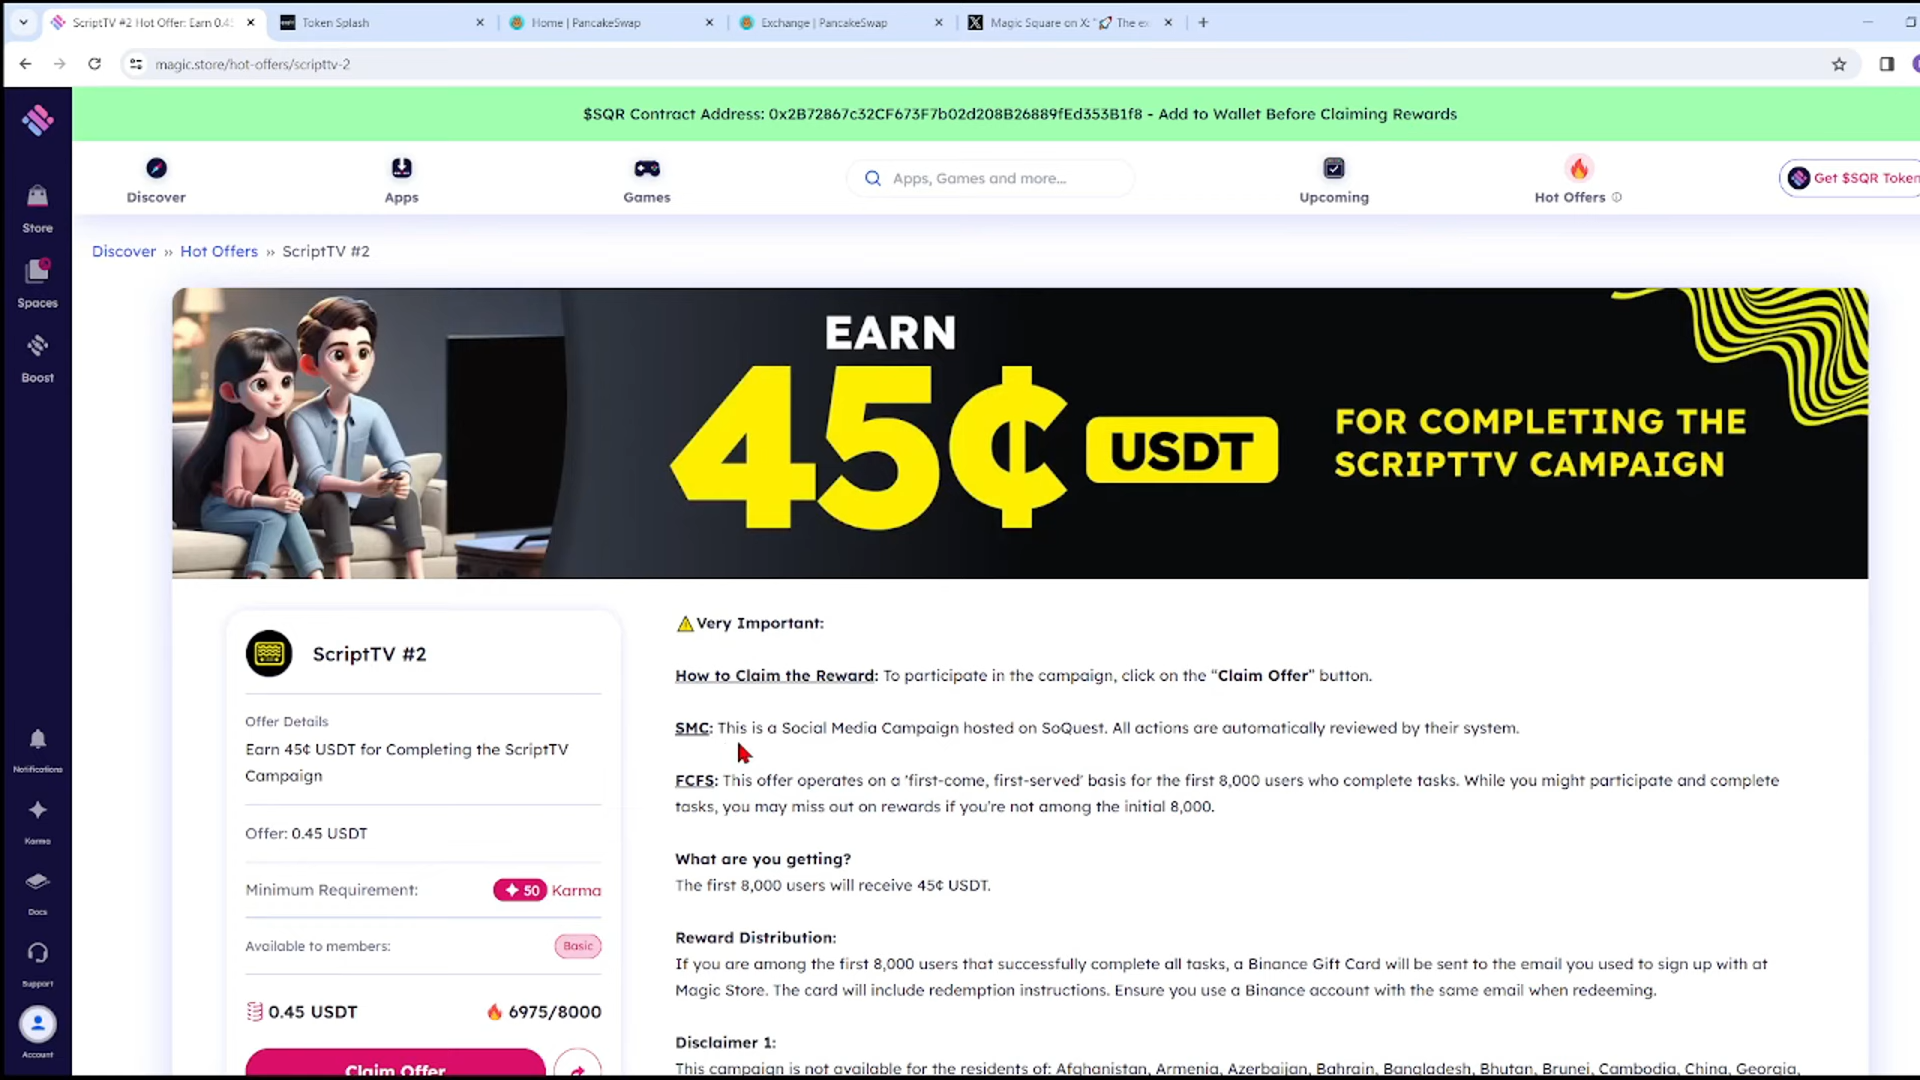 ScriptTV #2 Hot Offer: Earn 0.4
Token Splash
Home | PancakeSwap
Exchange | PancakeSwap
Magic Square on X: "🚀 The ex
magic.store/hot-offers/scripttv-2
$SQR Contract Address: 0x2B72867c32CF673F7b02d208B26889fEd353B1f8 - Add to Wallet Before Claiming Rewards
Discover
Apps
Games
Apps, Games and more...
Upcoming
Hot Offers
Get $SQR Token
Store
Spaces
Boost
Notifications
Karma
Docs
Support
Account
Discover » Hot Offers » ScriptTV #2
EARN
45¢ USDT
FOR COMPLETING THE
SCRIPTTV CAMPAIGN
ScriptTV #2
Offer Details
Earn 45¢ USDT for Completing the ScriptTV
Campaign
Offer: 0.45 USDT
Minimum Requirement: 50 Karma
Available to members: Basic
0.45 USDT 6975/8000
Claim Offer
⚠️Very Important:
How to Claim the Reward: To participate in the campaign, click on the "Claim Offer" button.
SMC: This is a Social Media Campaign hosted on SoQuest. All actions are automatically reviewed by their system.
FCFS: This offer operates on a 'first-come, first-served' basis for the first 8,000 users who complete tasks. While you might participate and complete
tasks, you may miss out on rewards if you're not among the initial 8,000.
What are you getting?
The first 8,000 users will receive 45¢ USDT.
Reward Distribution:
If you are among the first 8,000 users that successfully complete all tasks, a Binance Gift Card will be sent to the email you used to sign up with at
Magic Store. The card will include redemption instructions. Ensure you use a Binance account with the same email when redeeming.
Disclaimer 1:
This campaign is not available for the residents of: Afghanistan, Armenia, Azerbaijan, Bahrain, Bangladesh, Bhutan, Brunei, Cambodia, China, Georgia,